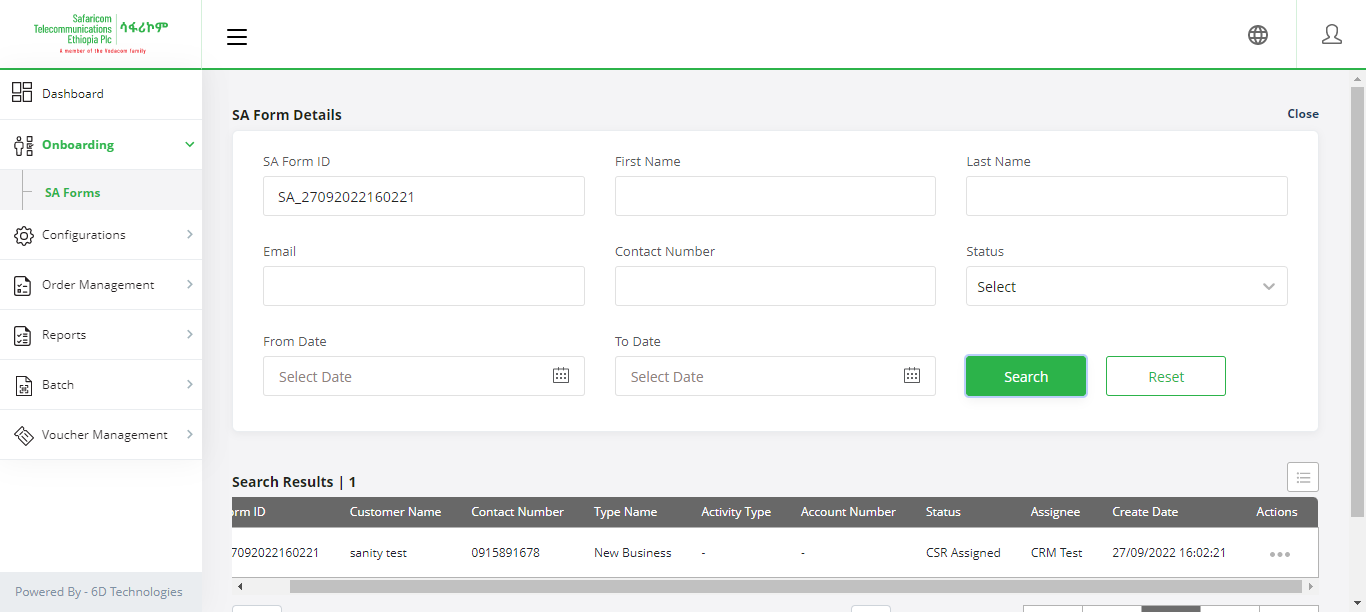 Safaricom
Telecommunications
Ethiopia Plc
ሳፋሪኮም
A member of the Vodacom family
Dashboard
Onboarding
SA Forms
Configurations
Order Management
Reports
Batch
Voucher Management
Powered By - 6D Technologies
SA Form Details
Close
SA Form ID
First Name
Last Name
SA_27092022160221
Email
Contact Number
Status
Select
From Date
To Date
Select Date
Select Date
Search
Reset
Search Results | 1
rm ID
Customer Name
Contact Number
Type Name
Activity Type
Account Number
Status
Assignee
Create Date
Actions
7092022160221
sanity test
0915891678
New Business
-
-
CSR Assigned
CRM Test
27/09/2022 16:02:21